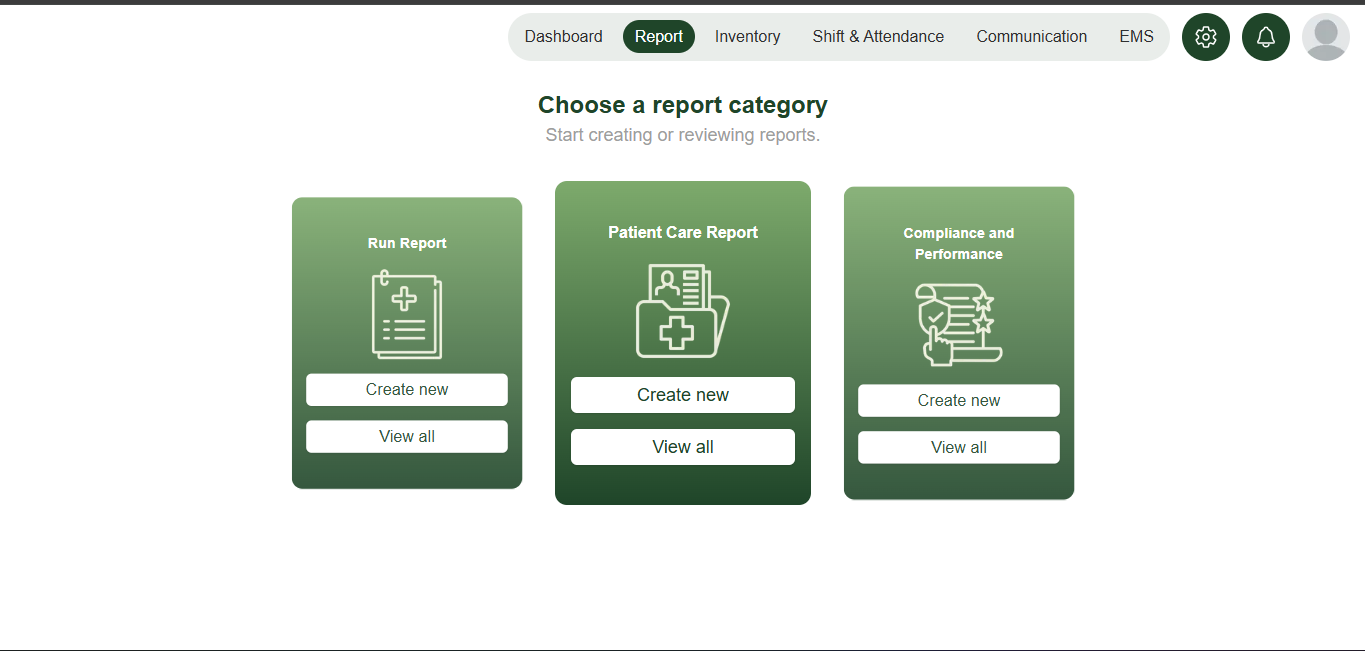 Dashboard Report Inventory Shift & Attendance Communication EMS
Choose a report category
Start creating or reviewing reports.
Run Report
Create new
View all
Patient Care Report
Create new
View all
Compliance and
Performance
Create new
View all